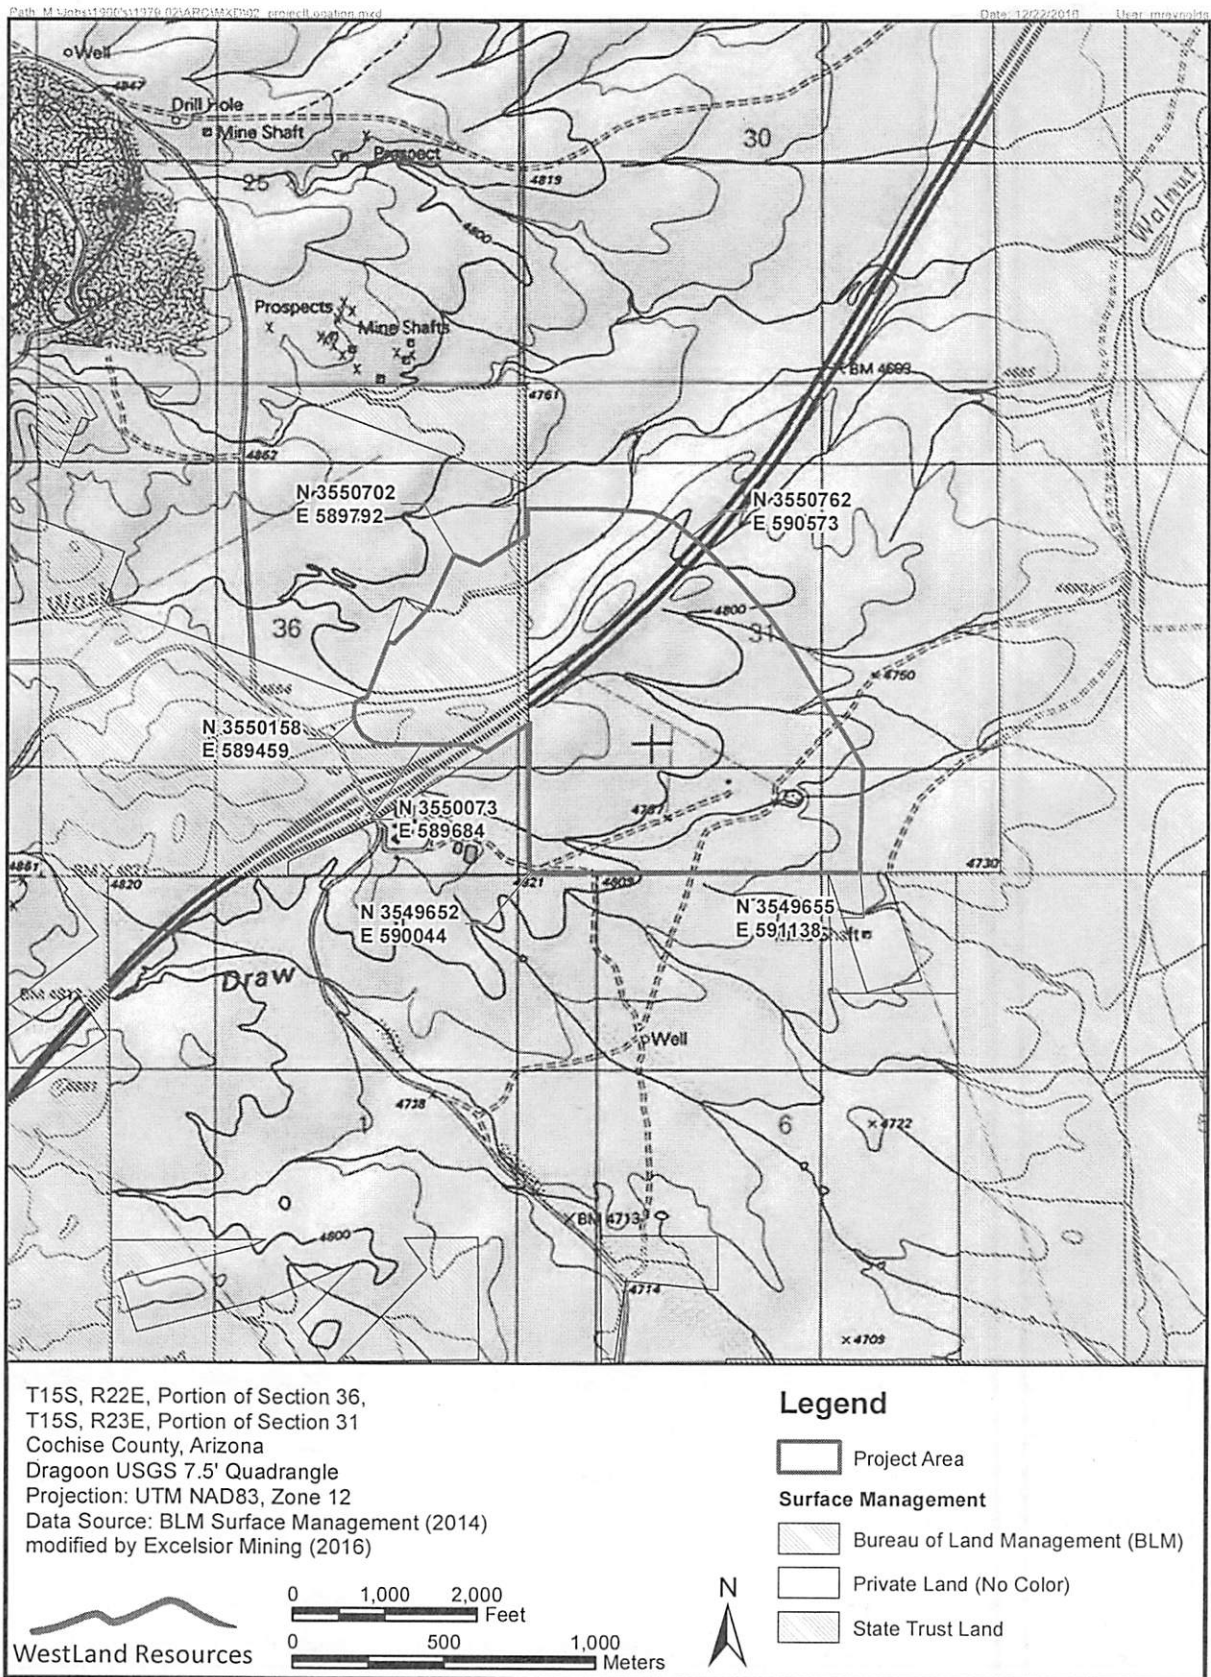 Date: 12/22/2016
Well
4847
Drill Hole
Mine Shaft
Prospect
30
25
4819
Walnut
4800
Prospects
Mine Shafts
4761
4862
N 3550702
E 589792
N 3550762
E 590573
Wash
36
4800
31
4750
N 3550158
E 589459
N 3550073
E 589684
4820
4821
4730
N 3549652
E 590044
N 3549655
E 591138
Draw
Well
4738
1
6
4722
BM 4713
4800
4714
4709
T15S, R22E, Portion of Section 36,
T15S, R23E, Portion of Section 31
Cochise County, Arizona
Dragoon USGS 7.5' Quadrangle
Projection: UTM NAD83, Zone 12
Data Source: BLM Surface Management (2014)
modified by Excelsior Mining (2016)
WestLand Resources
0 1,000 2,000
Feet
0 500 1,000
Meters
N
Legend
Project Area
Surface Management
Bureau of Land Management (BLM)
Private Land (No Color)
State Trust Land